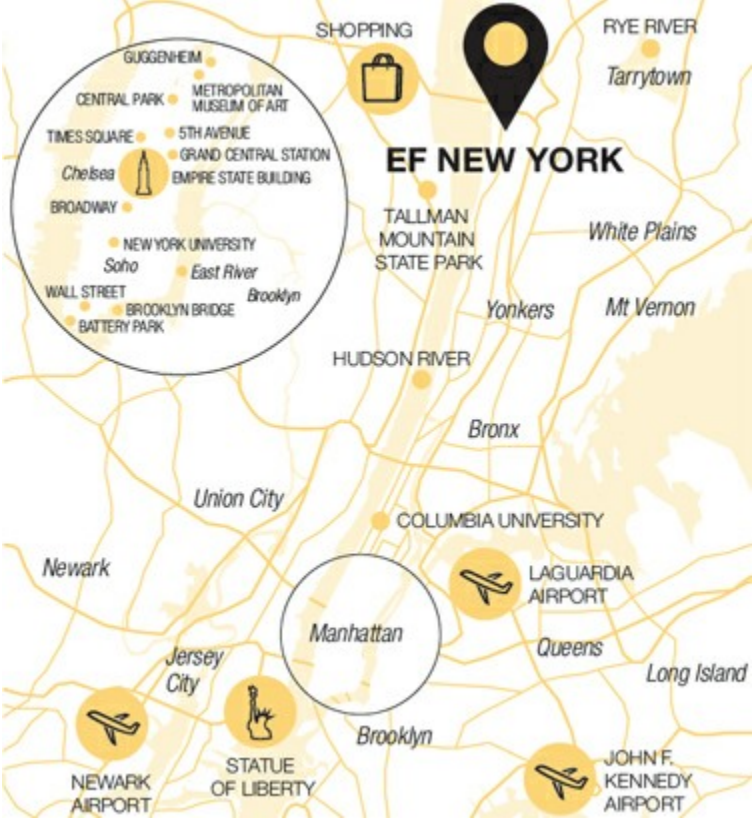 SHOPPING
RYE RIVER
Tarrytown
EF NEW YORK
GUGGENHEIM
METROPOLITAN
MUSEUM OF ART
CENTRAL PARK
TIMES SQUARE
5TH AVENUE
GRAND CENTRAL STATION
Chelsea
EMPIRE STATE BUILDING
BROADWAY
NEW YORK UNIVERSITY
Soho
East River
WALL STREET
Brooklyn
BROOKLYN BRIDGE
BATTERY PARK
TALLMAN
MOUNTAIN
STATE PARK
White Plains
Yonkers
Mt Vernon
HUDSON RIVER
Bronx
Union City
COLUMBIA UNIVERSITY
Newark
LAGUARDIA
AIRPORT
Manhattan
Queens
Jersey
City
Long Island
Brooklyn
STATUE
OF LIBERTY
NEWARK
AIRPORT
JOHN F.
KENNEDY
AIRPORT